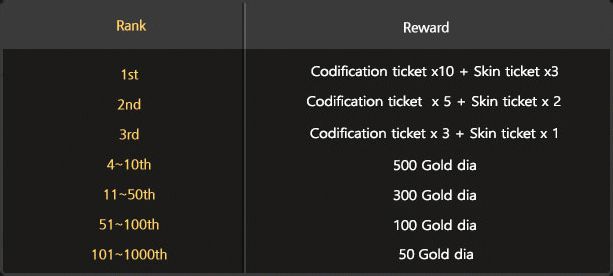 Rank Reward
1st Codification ticket x10 + Skin ticket x3
2nd Codification ticket x 5 + Skin ticket x 2
3rd Codification ticket x 3 + Skin ticket x 1
4~10th 500 Gold dia
11~50th 300 Gold dia
51~100th 100 Gold dia
101~1000th 50 Gold dia